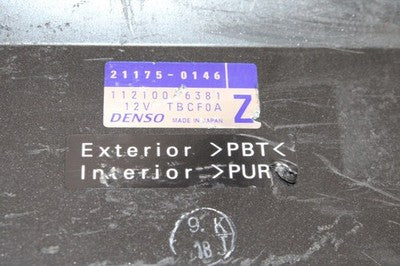 21175-0146
112100-6381
12V TBCF0A
DENSO MADE IN JAPAN
Z
Exterior >PBT<
Interior >PUR
9. K
18